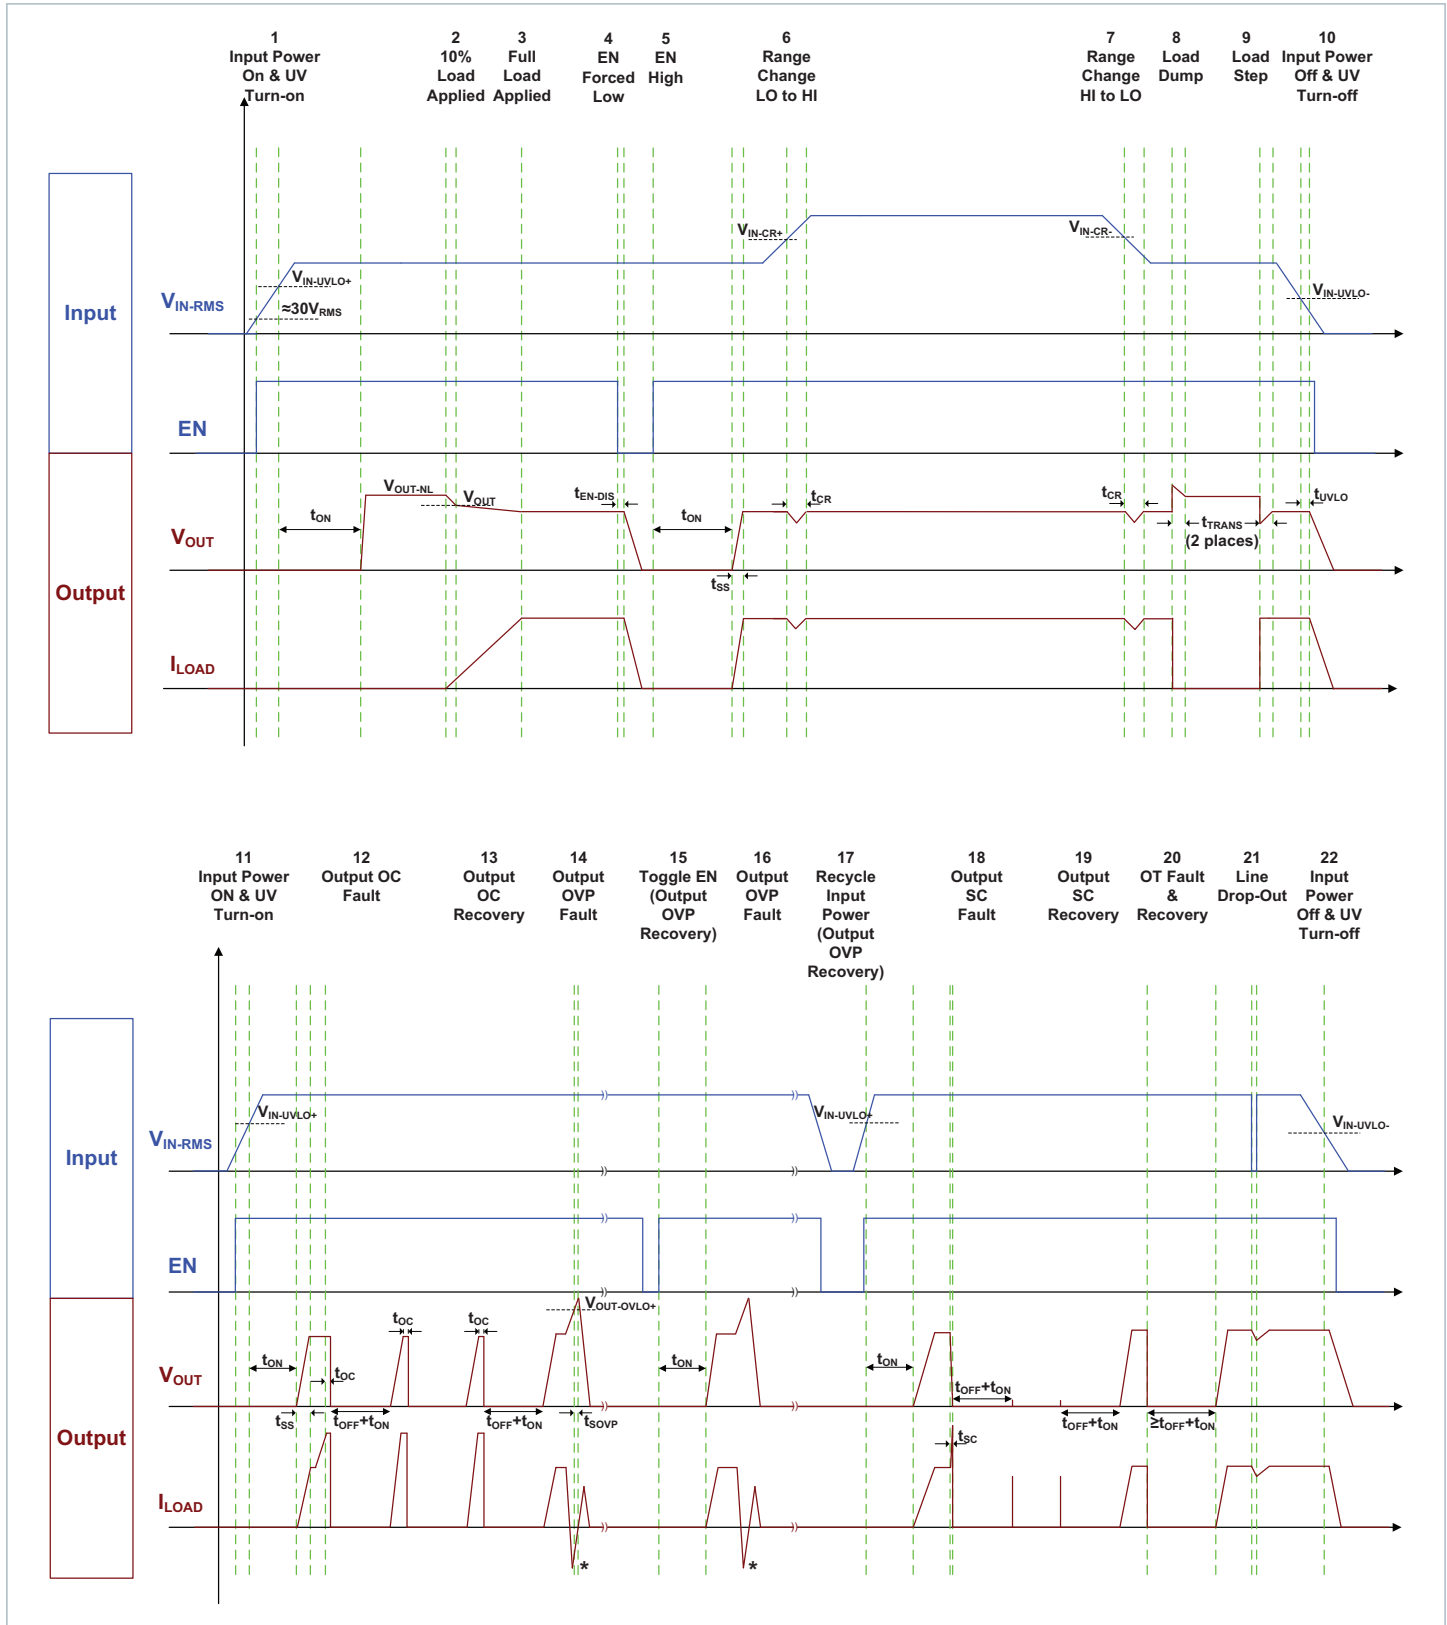 1
Input Power
On & UV
Turn-on
2
10%
Load
Applied
3
Full
Load
Applied
4
EN
Forced
Low
5
EN
High
6
Range
Change
LO to HI
7
Range
Change
HI to LO
8
Load
Dump
9
Load
Step
10
Input Power
Off & UV
Turn-off
Input
VIN-RMS
VIN-UVLO+
≈30VRMS
VIN-CR+
VIN-CR-
VIN-UVLO-
EN
Output
VOUT
tON
VOUT-NL
VOUT
tEN-DIS
tON
tSS
tCR
tCR
tTRANS
(2 places)
tUVLO
ILOAD
11
Input Power
ON & UV
Turn-on
12
Output OC
Fault
13
Output
OC
Recovery
14
Output
OVP
Fault
15
Toggle EN
(Output
OVP
Recovery)
16
Output
OVP
Fault
17
Recycle
Input
Power
(Output
OVP
Recovery)
18
Output
SC
Fault
19
Output
SC
Recovery
20
OT Fault
&
Recovery
21
Line
Drop-Out
22
Input
Power
Off & UV
Turn-off
Input
VIN-RMS
VIN-UVLO+
VIN-UVLO+
VIN-UVLO-
EN
Output
VOUT
tON
tSS
tOC
tOFF+tON
tOC
tOC
tOFF+tON
VOUT-OVLO+
tSOVP
tON
tON
tOFF+tON
tSC
tOFF+tON
≥tOFF+tON
ILOAD
*
*